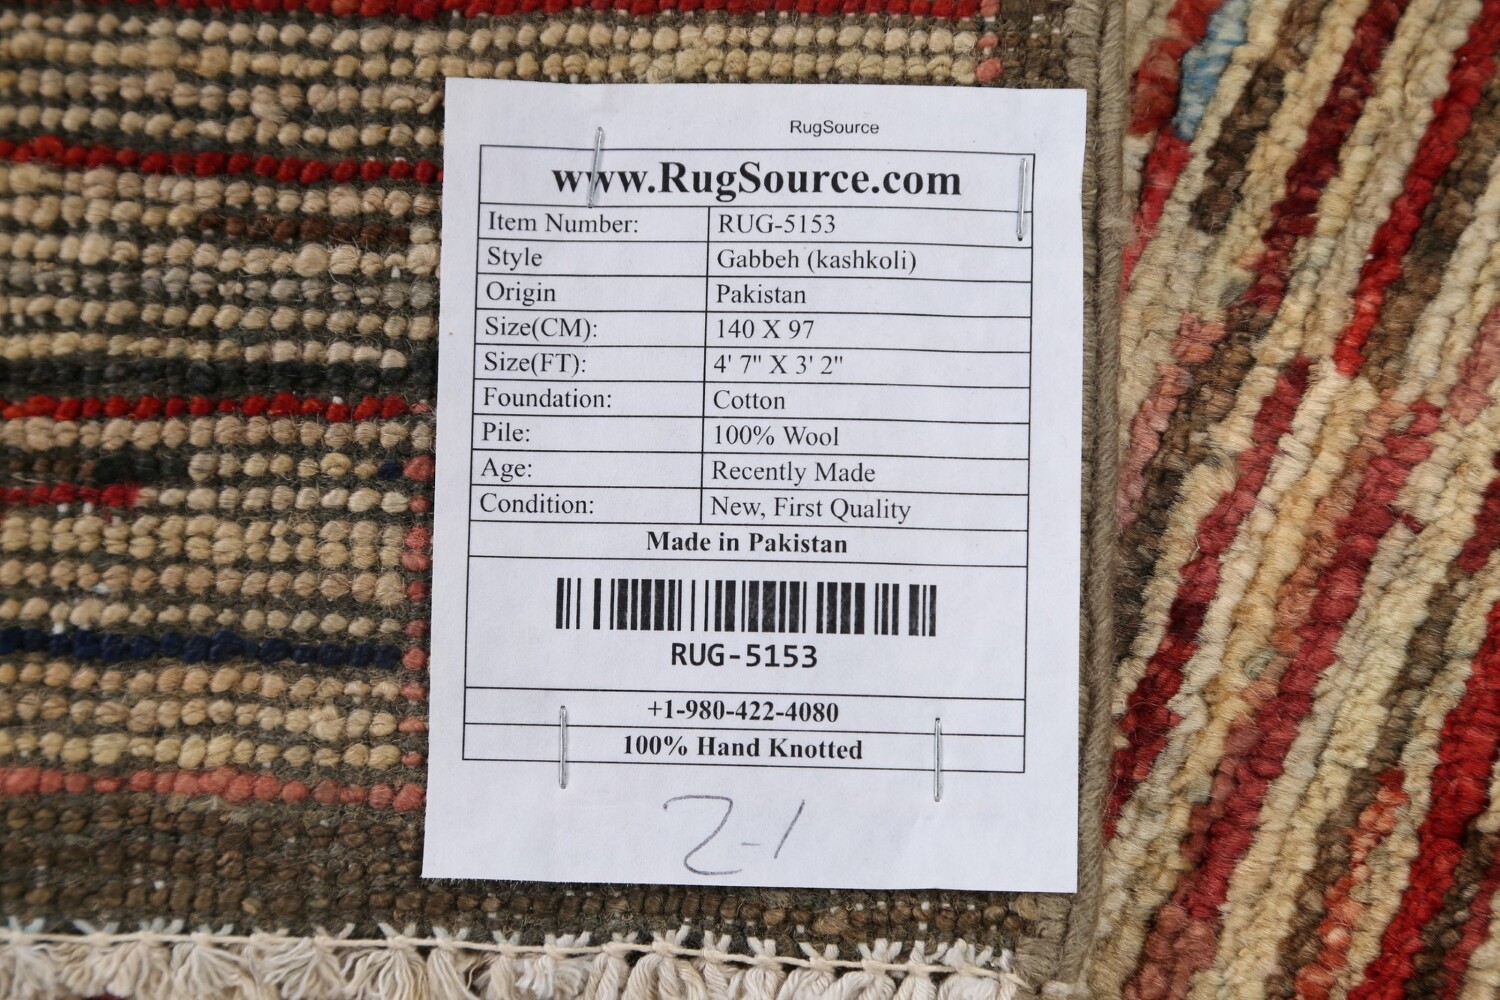 RugSource
www.RugSource.com
Item Number: RUG-5153
Style Gabbeh (kashkoli)
Origin Pakistan
Size(CM): 140 X 97
Size(FT): 4' 7" X 3' 2"
Foundation: Cotton
Pile: 100% Wool
Age: Recently Made
Condition: New, First Quality
Made in Pakistan
RUG-5153
+1-980-422-4080
100% Hand Knotted
Z-1